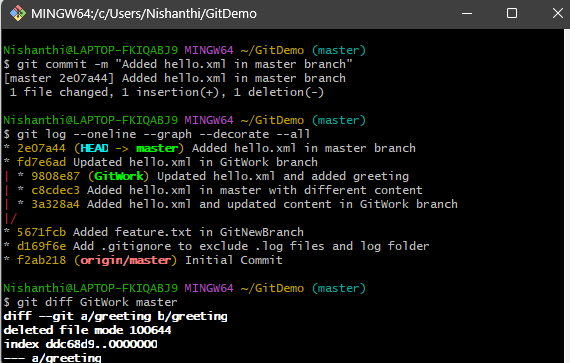 MINGW64:/c/Users/Nishanthi/GitDemo
Nishanthi@LAPTOP-FKIQABJ9 MINGW64 ~/GitDemo (master)
$ git commit -m "Added hello.xml in master branch"
[master 2e07a44] Added hello.xml in master branch
 1 file changed, 1 insertion(+), 1 deletion(-)
Nishanthi@LAPTOP-FKIQABJ9 MINGW64 ~/GitDemo (master)
$ git log --oneline --graph --decorate --all
* 2e07a44 (HEAD -> master) Added hello.xml in master branch
* fd7e6ad Updated hello.xml in GitWork branch
| * 9808e87 (GitWork) Updated hello.xml and added greeting
| * c8cdec3 Added hello.xml in master with different content
| * 3a328a4 Added hello.xml and updated content in GitWork branch
|/
* 5671fcb Added feature.txt in GitNewBranch
* d169f6e Add .gitignore to exclude .log files and log folder
* f2ab218 (origin/master) Initial Commit
Nishanthi@LAPTOP-FKIQABJ9 MINGW64 ~/GitDemo (master)
$ git diff GitWork master
diff --git a/greeting b/greeting
deleted file mode 100644
index ddc68d9..0000000
--- a/greeting